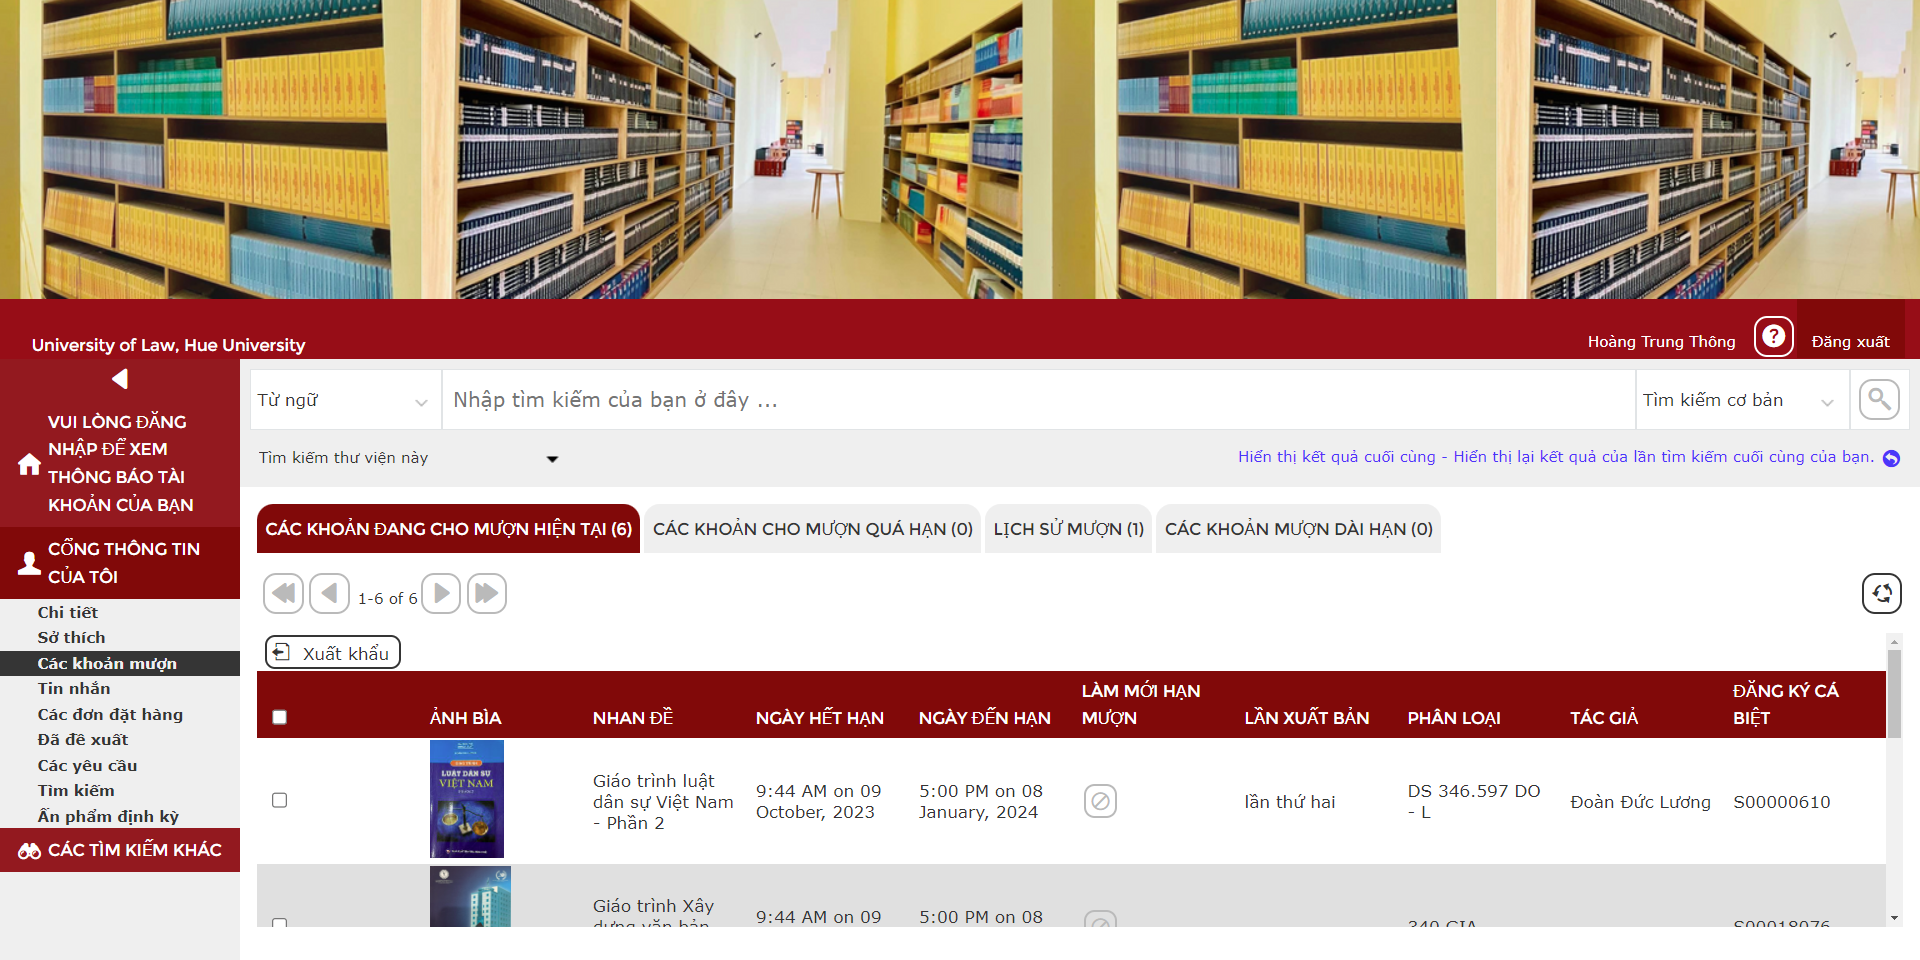 University of Law, Hue University
Hoàng Trung Thông
?
Đăng xuất
VUI LÒNG ĐĂNG
NHẬP ĐỂ XEM
THÔNG BÁO TÀI
KHOẢN CỦA BẠN
CỔNG THÔNG TIN
CỦA TÔI
Chi tiết
Sở thích
Các khoản mượn
Tin nhắn
Các đơn đặt hàng
Đã đề xuất
Các yêu cầu
Tìm kiếm
Ấn phẩm định kỳ
CÁC TÌM KIẾM KHÁC
Từ ngữ
Nhập tìm kiếm của bạn ở đây ...
Tìm kiếm cơ bản
Tìm kiếm thư viện này
Hiển thị kết quả cuối cùng - Hiển thị lại kết quả của lần tìm kiếm cuối cùng của bạn.
CÁC KHOẢN ĐANG CHO MƯỢN HIỆN TẠI (6)
CÁC KHOẢN CHO MƯỢN QUÁ HẠN (0)
LỊCH SỬ MƯỢN (1)
CÁC KHOẢN MƯỢN DÀI HẠN (0)
1-6 of 6
Xuất khẩu
ẢNH BÌA
NHAN ĐỀ
NGÀY HẾT HẠN
NGÀY ĐẾN HẠN
LÀM MỚI HẠN
MƯỢN
LẦN XUẤT BẢN
PHÂN LOẠI
TÁC GIẢ
ĐĂNG KÝ CÁ
BIỆT
LUẬT DÂN SỰ
VIỆT NAM
Giáo trình luật
dân sự Việt Nam
- Phần 2
9:44 AM on 09
October, 2023
5:00 PM on 08
January, 2024
lần thứ hai
DS 346.597 DO
- L
Đoàn Đức Lương
S00000610
Giáo trình Xây
dựng văn bản
9:44 AM on 09
5:00 PM on 08
340 GIA
S00018076